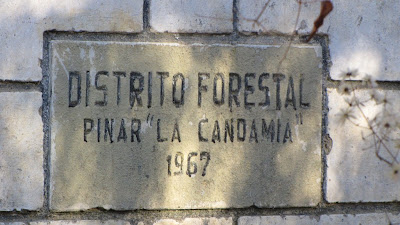 DISTRITO FORESTAL
PINAR "LA CANDAMIA"
1967